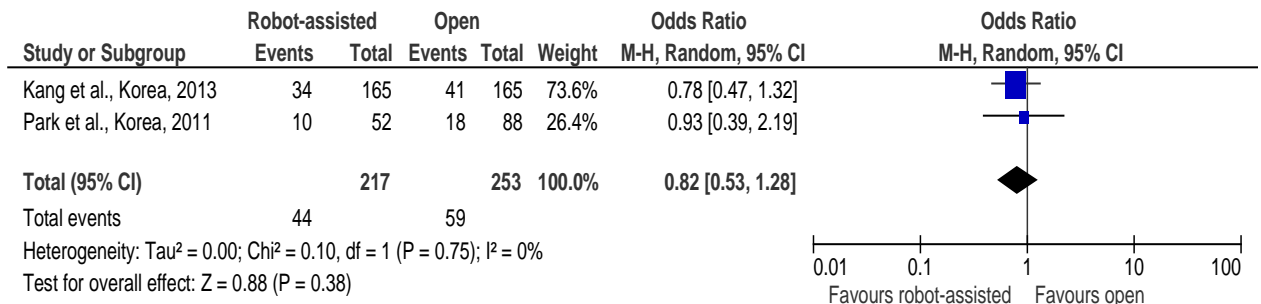 Robot-assisted Open Odds Ratio Odds Ratio
Study or Subgroup Events Total Events Total Weight M-H, Random, 95% CI M-H, Random, 95% CI
Kang et al., Korea, 2013 34 165 41 165 73.6% 0.78 [0.47, 1.32]
Park et al., Korea, 2011 10 52 18 88 26.4% 0.93 [0.39, 2.19]
Total (95% CI) 217 253 100.0% 0.82 [0.53, 1.28]
Total events 44 59
Heterogeneity: Tau² = 0.00; Chi² = 0.10, df = 1 (P = 0.75); I² = 0%
Test for overall effect: Z = 0.88 (P = 0.38)
0.01 0.1 1 10 100
Favours robot-assisted Favours open